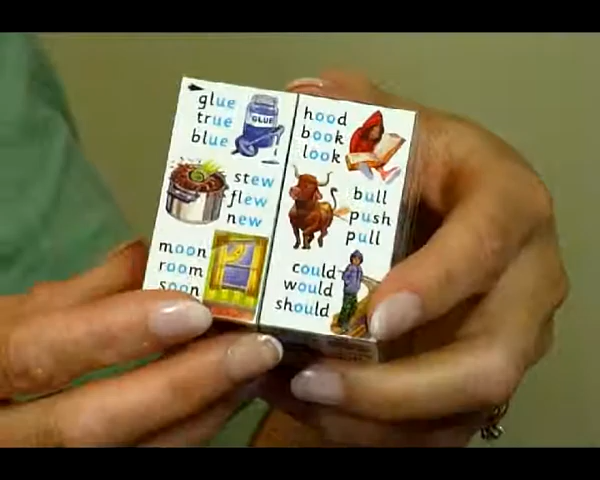 glue
true
blue
GLUE
stew
flew
new
moon
room
soon
hood
book
look
bull
push
pull
could
would
should